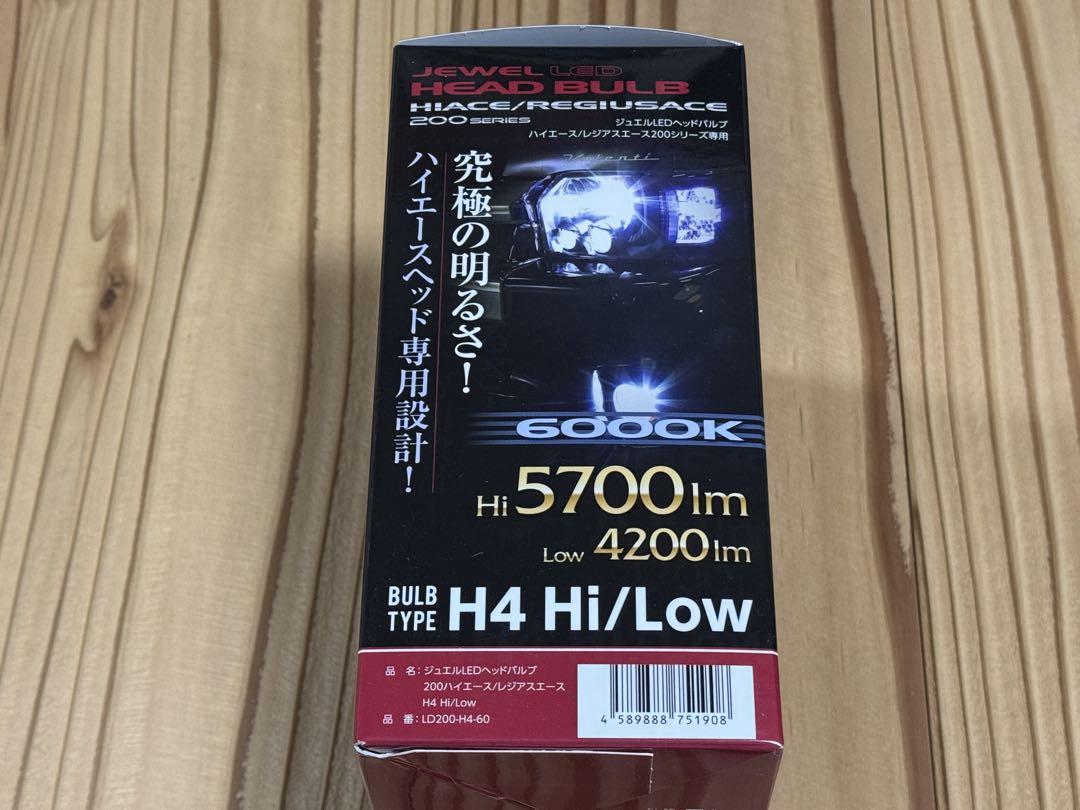 JEWEL LED
HEAD BULB
HIACE/REGIUSACE
200 SERIES
ジュエルLEDヘッドバルブ
ハイエース/レジアスエース200シリーズ専用
Valenti
究極の明るさ!
ハイエースヘッド専用設計!
6000K
Hi 5700lm
Low 4200lm
BULB
TYPE H4 Hi/Low
品 名:ジュエルLEDヘッドバルブ
200ハイエース/レジアスエース
H4 Hi/Low
品 番:LD200-H4-60
4 589888 751908